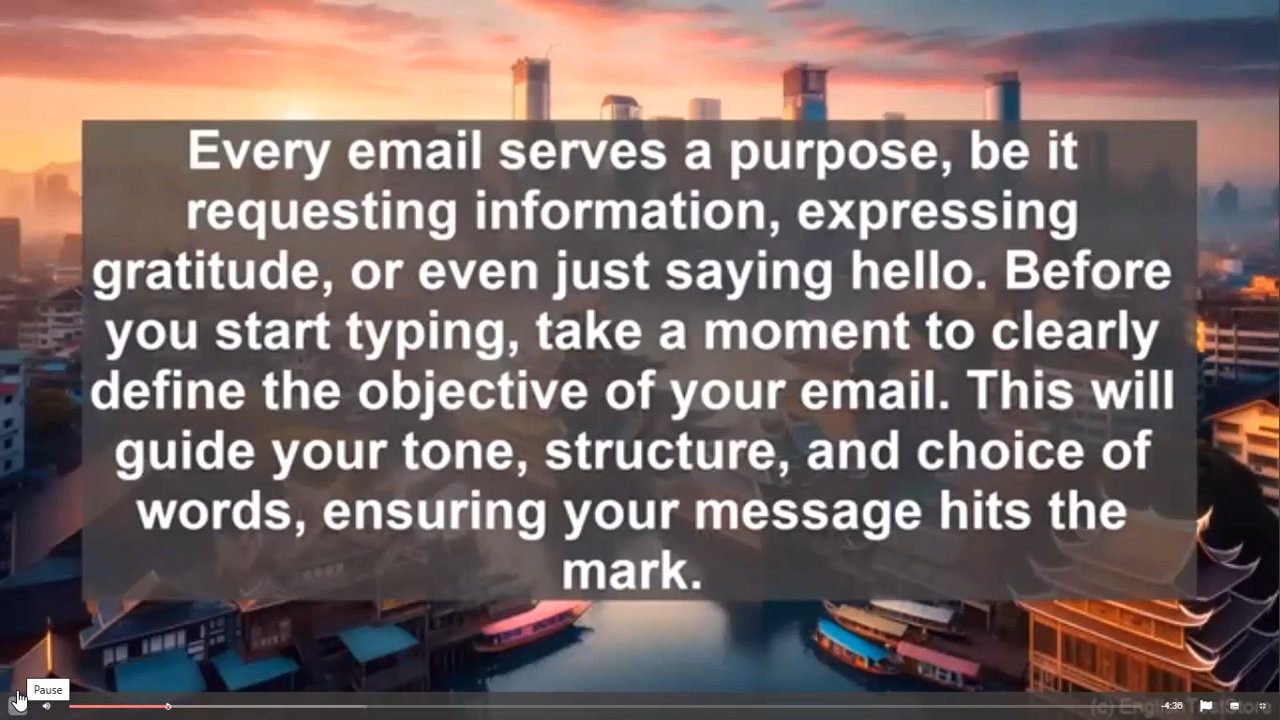 Every email serves a purpose, be it
requesting information, expressing
gratitude, or even just saying hello. Before
you start typing, take a moment to clearly
define the objective of your email. This will
guide your tone, structure, and choice of
words, ensuring your message hits the
mark.
Pause
-4:36